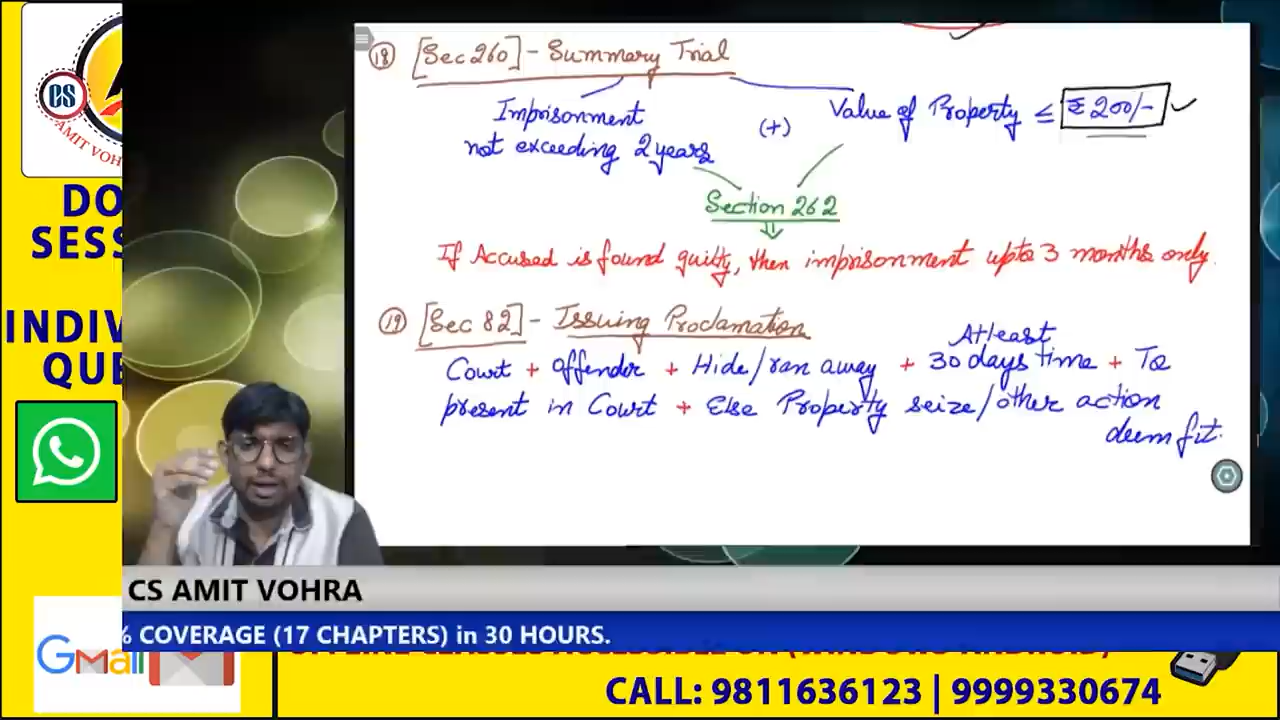 (18) [Sec 260] - Summary Trial
Imprisonment not exceeding 2 years (+) Value of Property ≤ ₹ 200/-
Section 262
If Accused is found guilty, then imprisonment upto 3 months only.
(19) [Sec 82] - Issuing Proclamation
Atleast
Court + offender + Hide/ran away + 30 days time + To
present in Court + Else Property seize/other action
deem fit.
CS
AMIT VOH
DO
SESS
INDIV
QUE
CS AMIT VOHRA
% COVERAGE (17 CHAPTERS) in 30 HOURS.
Gmail
CALL: 9811636123 | 9999330674